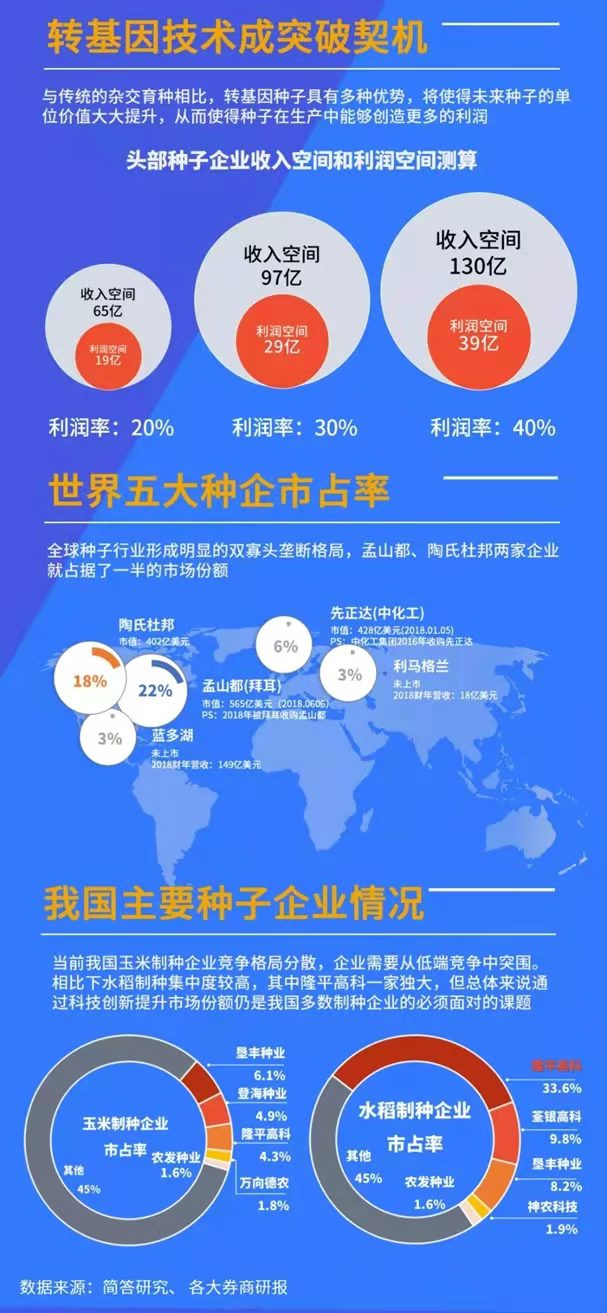 转基因技术成突破契机
与传统的杂交育种相比，转基因种子具有多种优势，将使得未来种子的单
位价值大大提升，从而使得种子在生产中能够创造更多的利润
头部种子企业收入空间和利润空间测算
收入空间
65亿
利润空间
19亿
利润率：20%
收入空间
97亿
利润空间
29亿
利润率：30%
收入空间
130亿
利润空间
39亿
利润率：40%
世界五大种企市占率
全球种子行业形成明显的双寡头垄断格局，孟山都、陶氏杜邦两家企业
就占据了一半的市场份额
陶氏杜邦
市值：402亿美元
18%
22%
孟山都(拜耳)
市值：565亿美元（2018.0606)
PS：2018年被拜耳收购孟山都
3%
蓝多湖
未上市
2018财年营收：149亿美元
6%
先正达(中化工)
市值：428亿美元(2018.01.05)
PS：中化工集团2016年收购先正达
3%
利马格兰
未上市
2018财年营收：18亿美元
我国主要种子企业情况
当前我国玉米制种企业竞争格局分散，企业需要从低端竞争中突围。
相比下水稻制种集中度较高，其中隆平高科一家独大，但总体来说通
过科技创新提升市场份额仍是我国多数制种企业的必须面对的课题
玉米制种企业
市占率
其他
45%
垦丰种业
6.1%
登海种业
4.9%
隆平高科
4.3%
农发种业
1.6%
万向德农
1.8%
水稻制种企业
市占率
其他
45%
农发种业
1.6%
隆平高科
33.6%
荃银高科
9.8%
垦丰种业
8.2%
神农科技
1.9%
数据来源：简答研究、各大券商研报